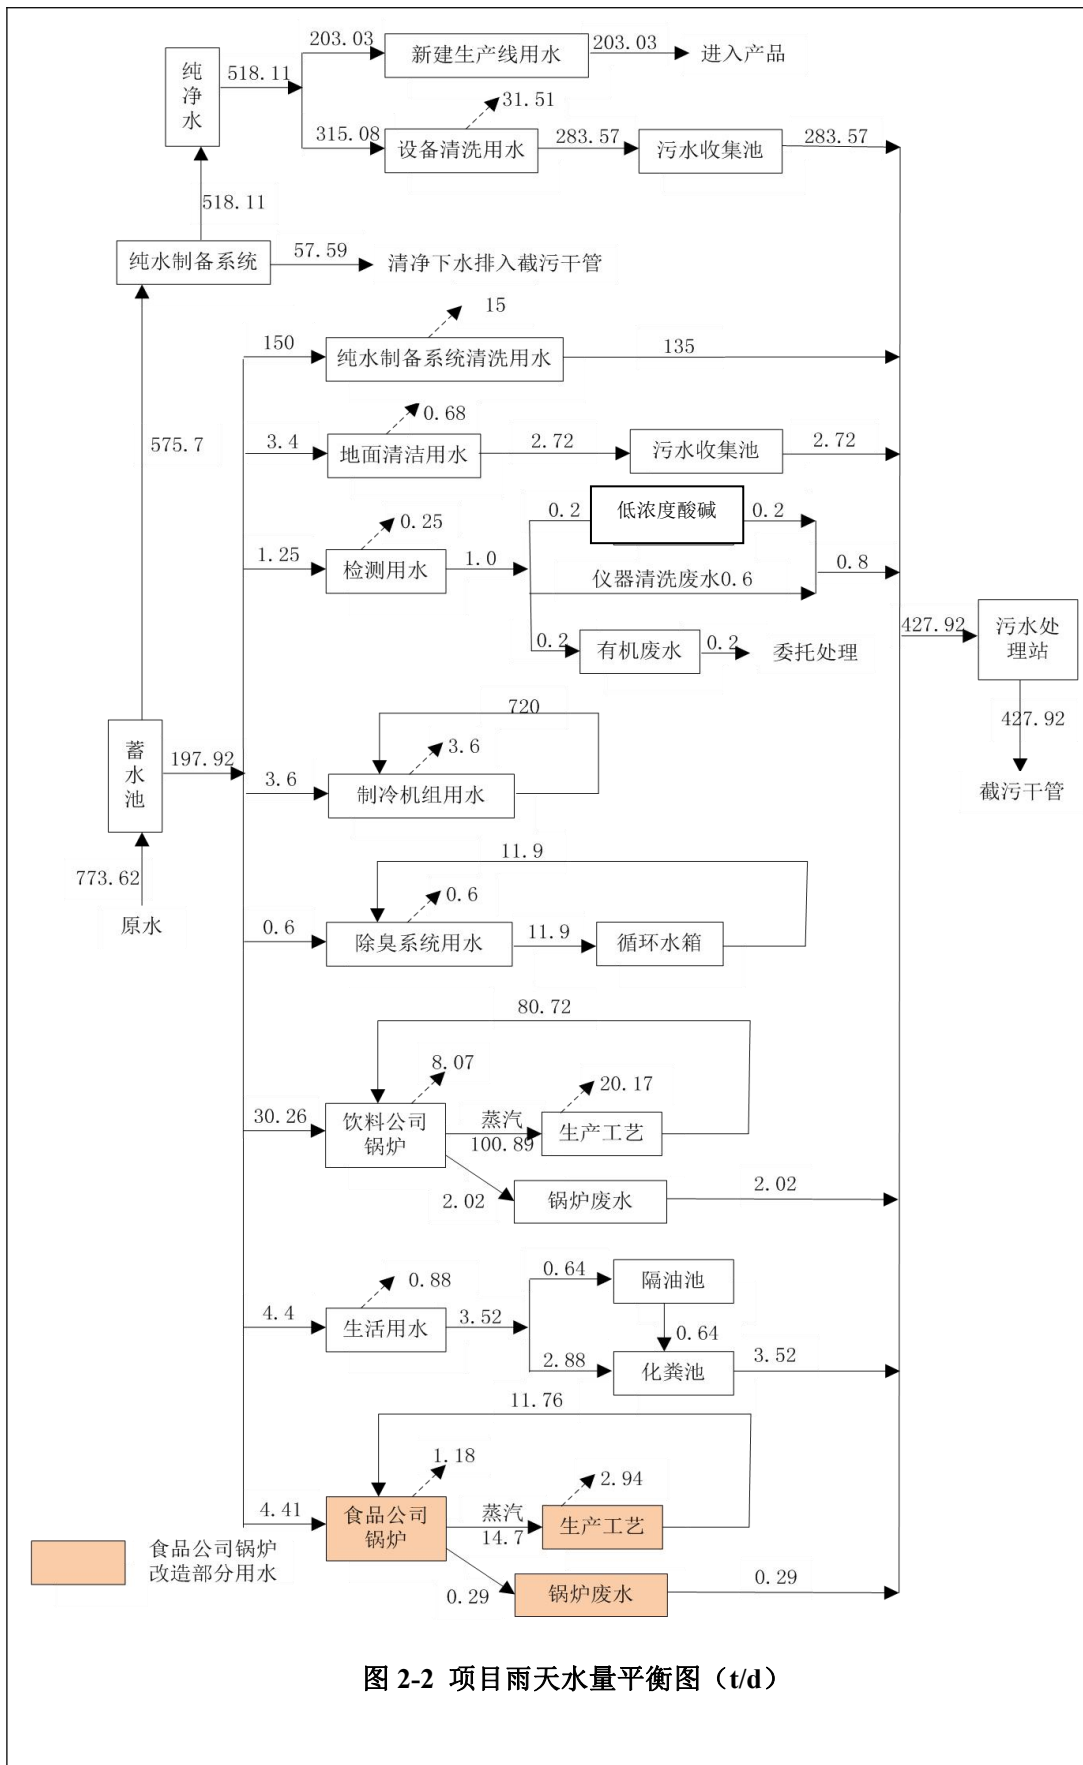 203.03
新建生产线用水
203.03
进入产品
纯净水
518.11
31.51
315.08
设备清洗用水
283.57
污水收集池
283.57
518.11
纯水制备系统
57.59
清净下水排入截污干管
15
150
纯水制备系统清洗用水
135
575.7
0.68
3.4
地面清洁用水
2.72
污水收集池
2.72
0.25
1.25
检测用水
1.0
0.2
低浓度酸碱
0.2
仪器清洗废水0.6
0.8
0.2
有机废水
0.2
委托处理
427.92
污水处
理站
427.92
截污干管
蓄水池
197.92
773.62
原水
720
3.6
3.6
制冷机组用水
11.9
0.6
0.6
除臭系统用水
11.9
循环水箱
80.72
8.07
20.17
30.26
饮料公司
锅炉
蒸汽
100.89
生产工艺
2.02
锅炉废水
2.02
0.88
4.4
生活用水
3.52
0.64
隔油池
0.64
2.88
化粪池
3.52
11.76
1.18
2.94
4.41
食品公司
锅炉
蒸汽
14.7
生产工艺
0.29
锅炉废水
0.29
食品公司锅炉
改造部分用水
图 2-2 项目雨天水量平衡图（t/d）